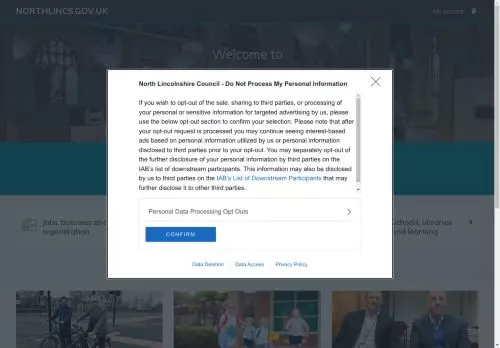 NORTHLINCS.GOV.UK
My account
Welcome to
North Lincolnshire Council - Do Not Process My Personal Information
If you wish to opt-out of the sale, sharing to third parties, or processing of
your personal or sensitive information for targeted advertising by us, please
use the below opt-out section to confirm your selection. Please note that after
your opt-out request is processed you may continue seeing interest-based
ads based on personal information utilized by us or personal information
disclosed to third parties prior to your opt-out. You may separately opt-out of
the further disclosure of your personal information by third parties on the
IAB's list of downstream participants. This information may also be disclosed
by us to third parties on the IAB's List of Downstream Participants that may
further disclose it to other third parties.
Personal Data Processing Opt Outs
CONFIRM
Data Deletion Data Access Privacy Policy
Jobs, business and
regeneration
Schools, libraries
and learning